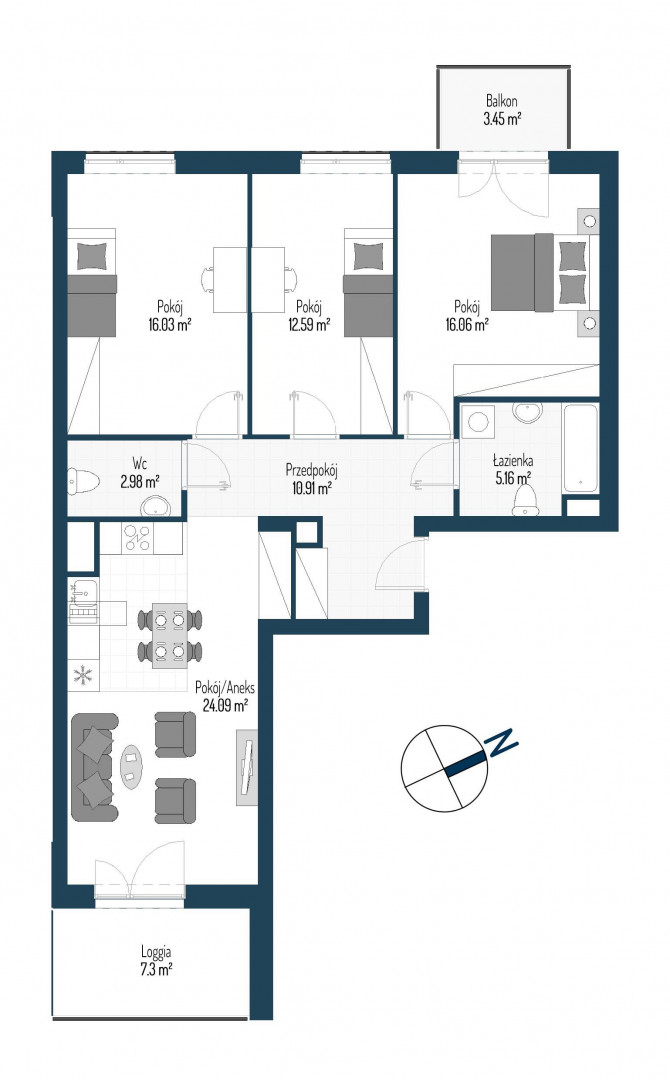 Balkon
3.45 m²
Pokój
16.03 m²
Pokój
12.59 m²
Pokój
16.06 m²
Wc
2.98 m²
Przedpokój
10.91 m²
Łazienka
5.16 m²
Pokój/Aneks
24.09 m²
N
Loggia
7.3 m²